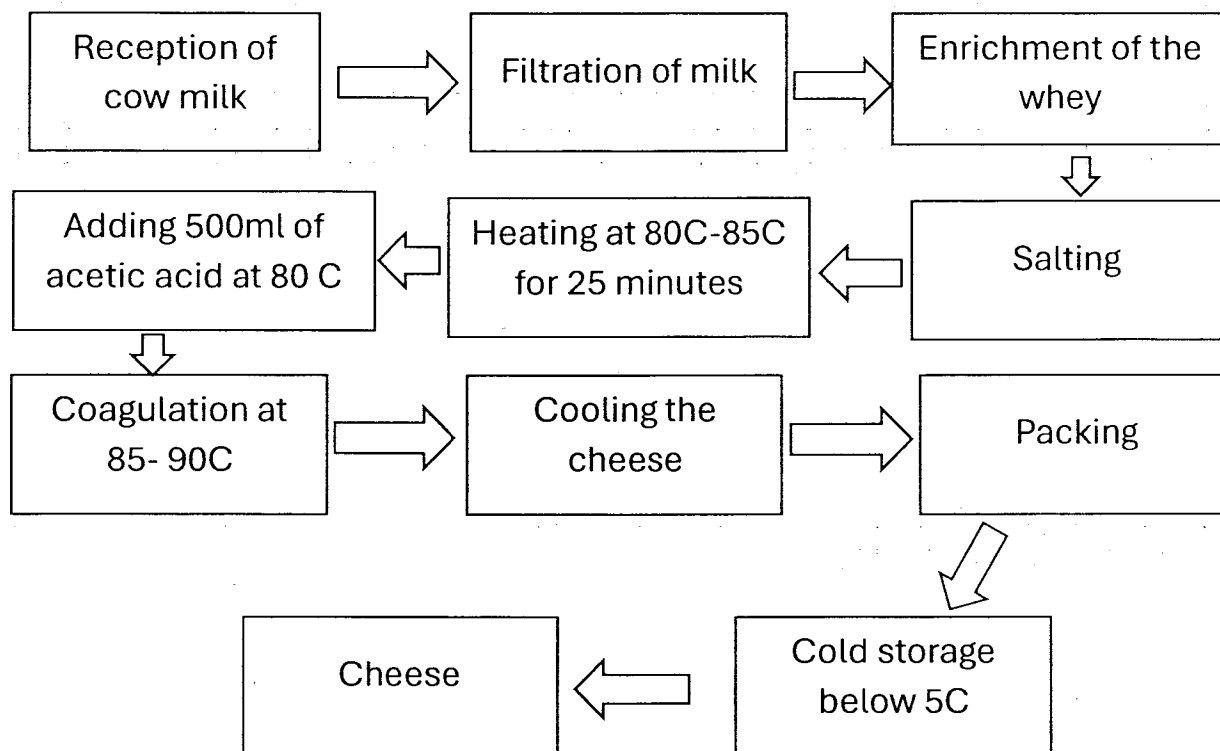 Reception of
cow milk
Filtration of milk
Enrichment of the
whey
Salting
Heating at 80C-85C
for 25 minutes
Adding 500ml of
acetic acid at 80 C
Coagulation at
85- 90C
Cooling the
cheese
Packing
Cold storage
below 5C
Cheese